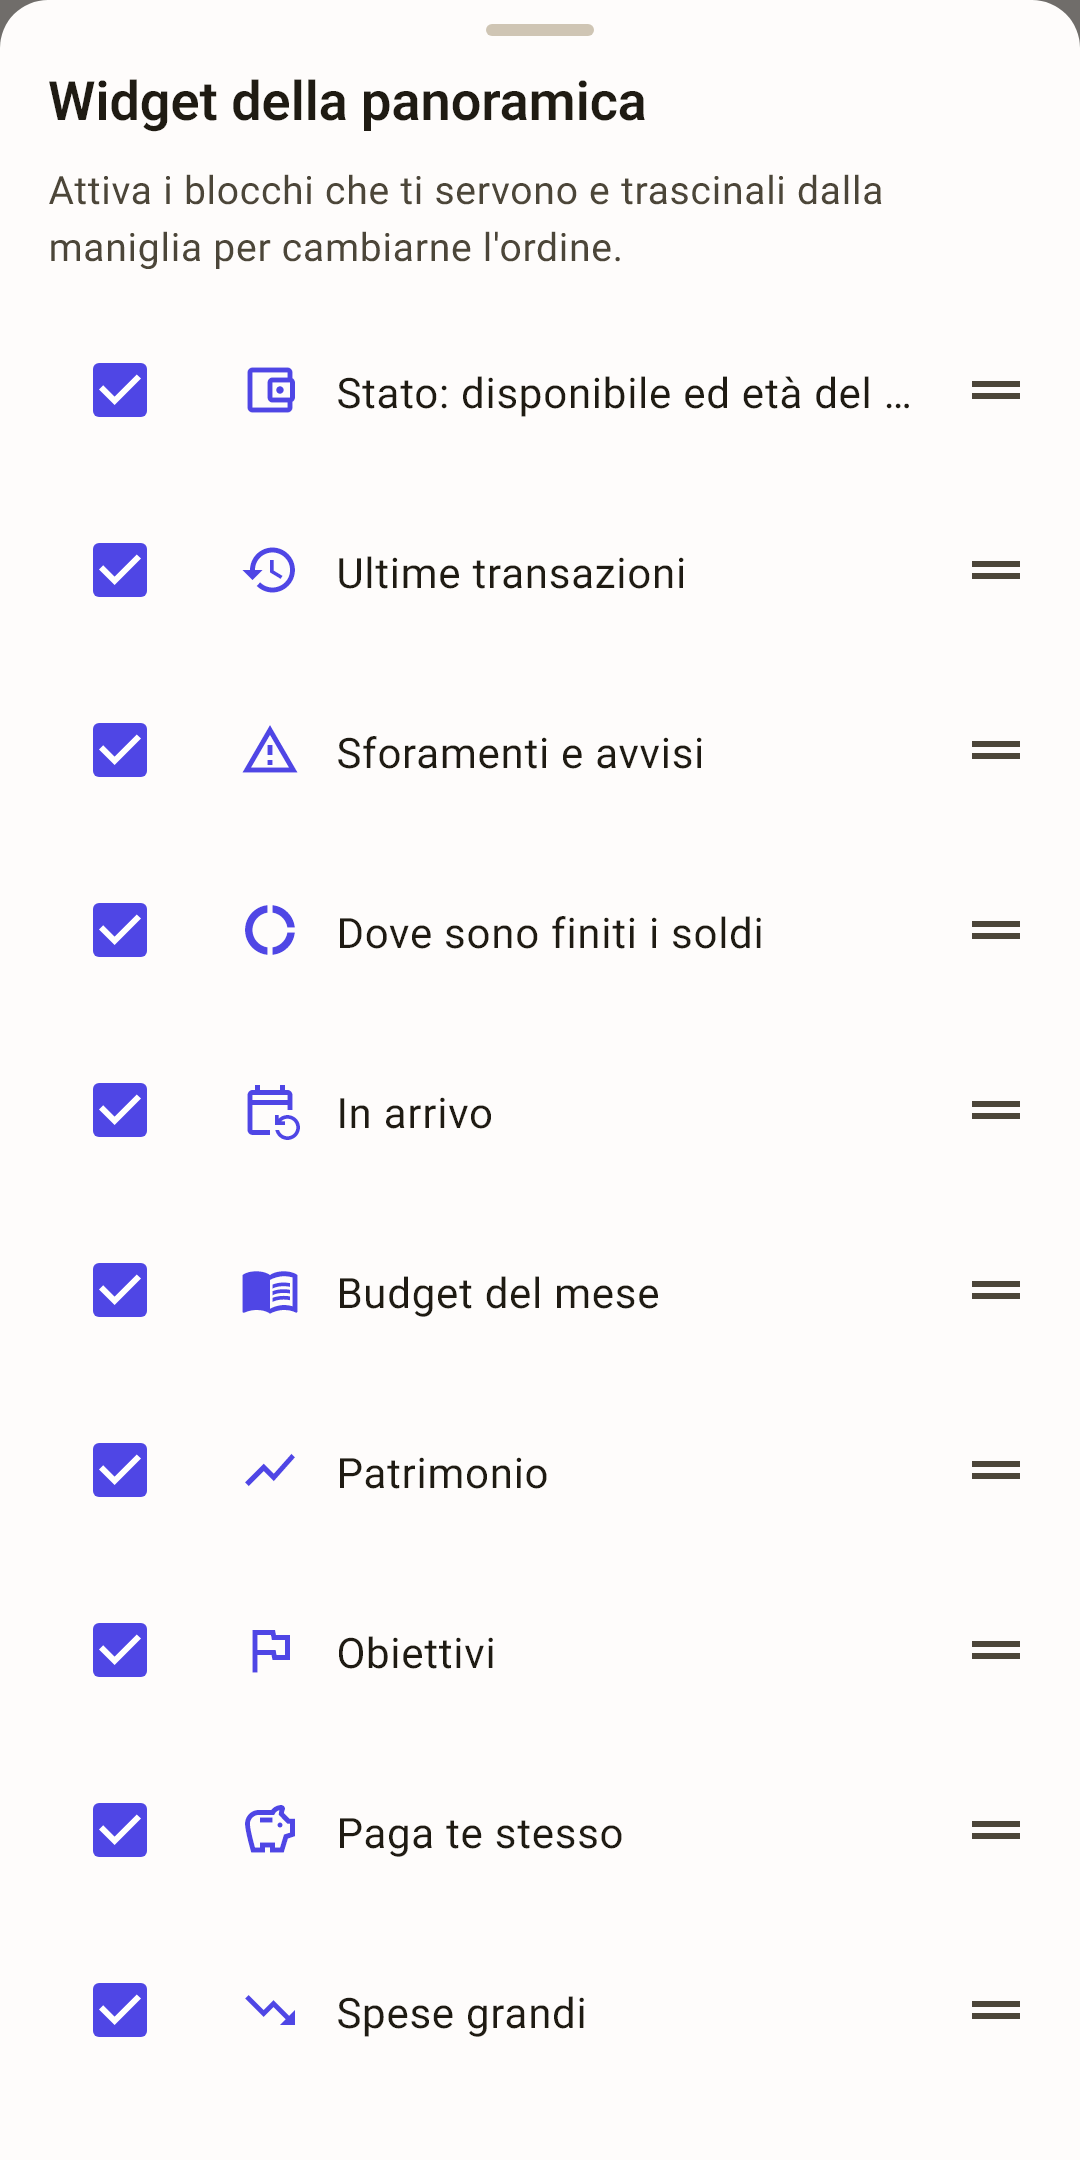 Widget della panoramica
Attiva i blocchi che ti servono e trascinali dalla
maniglia per cambiarne l'ordine.
Stato: disponibile ed età del …
Ultime transazioni
Sforamenti e avvisi
Dove sono finiti i soldi
In arrivo
Budget del mese
Patrimonio
Obiettivi
Paga te stesso
Spese grandi